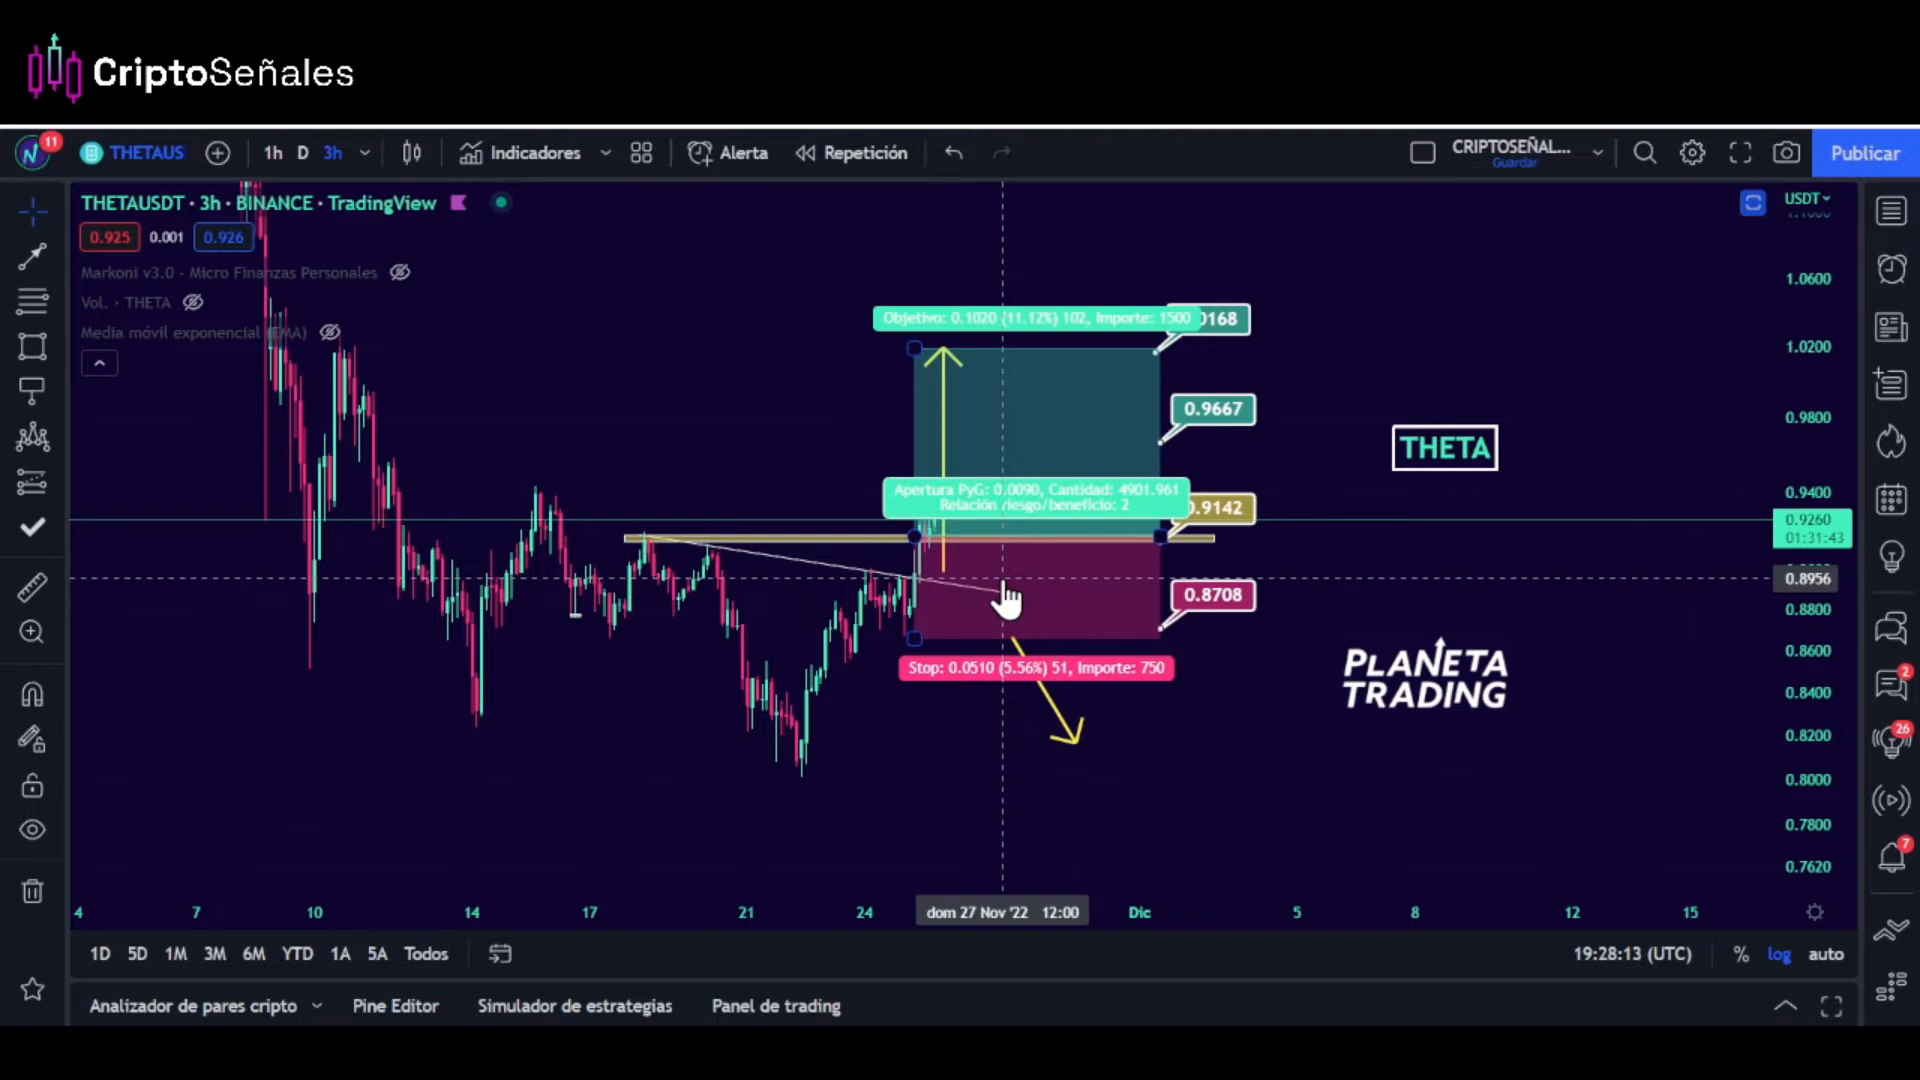 CriptoSeñales
11
THETAUS
1h D 3h
Indicadores
Alerta
Repetición
CRIPTOSEÑAL...
Guardar
Publicar
THETAUSDT · 3h · BINANCE · TradingView
USDT
0.925 0.001 0.926
Markoni v3.0 - Micro Finanzas Personales
Vol. · THETA
Media móvil exponencial (EMA)
Objetivo: 0.1020 (11.12%) 102, Importe: 1500
0168
0.9667
Apertura PyG: 0.0090, Cantidad: 4901.961
Relación riesgo/beneficio: 2
0.9142
0.8708
Stop: 0.0510 (5.56%) 51, Importe: 750
THETA
PLANETA
TRADING
1.0600
1.0200
0.9800
0.9400
0.9260
01:31:43
0.8956
0.8800
0.8600
0.8400
0.8200
0.8000
0.7800
0.7620
2
26
7
4 7 10 14 17 21 24 dom 27 Nov '22 12:00 Dic 5 8 12 15
1D 5D 1M 3M 6M YTD 1A 5A Todos
19:28:13 (UTC) % log auto
Analizador de pares cripto Pine Editor Simulador de estrategias Panel de trading